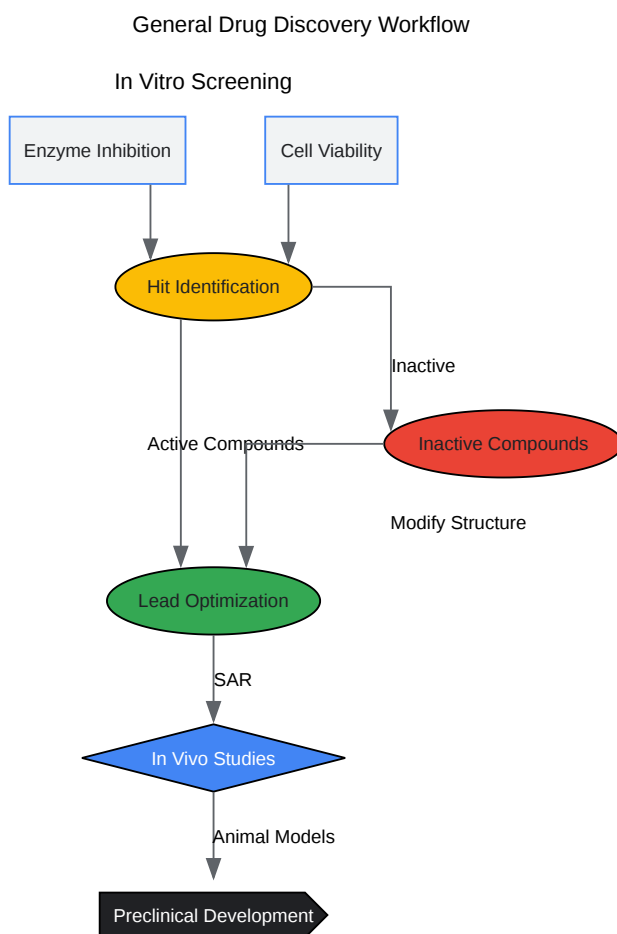 General Drug Discovery Workflow
In Vitro Screening
Enzyme Inhibition
Cell Viability
Hit Identification
Inactive
Active Compounds
Inactive Compounds
Modify Structure
Lead Optimization
SAR
In Vivo Studies
Animal Models
Preclinical Development